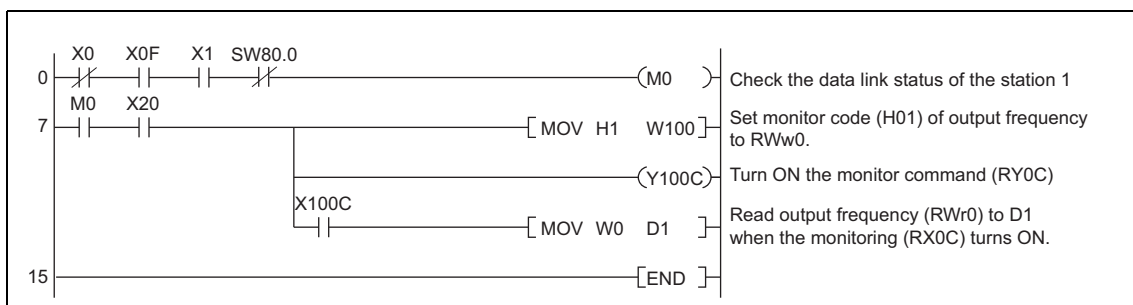 X0 X0F X1 SW80.0
0 M0 Check the data link status of the station 1
M0 X20
7 MOV H1 W100 Set monitor code (H01) of output frequency
to RWw0.
Y100C Turn ON the monitor command (RY0C)
X100C
MOV W0 D1 Read output frequency (RWr0) to D1
when the monitoring (RX0C) turns ON.
15 END